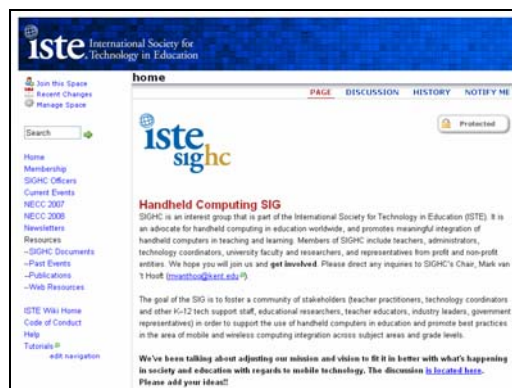 iste International Society for
Technology in Education
Join this Space
Recent Changes
Manage Space
Search
Home
Membership
SIGHC Officers
Current Events
NECC 2007
NECC 2008
Newsletters
Resources
–SIGHC Documents
–Past Events
–Publications
–Web Resources
ISTE Wiki Home
Code of Conduct
Help
Tutorials
edit navigation
home
PAGE DISCUSSION HISTORY NOTIFY ME
Protected
iste
sighc
Handheld Computing SIG
SIGHC is an interest group that is part of the International Society for Technology in Education (ISTE). It is
an advocate for handheld computing in education worldwide, and promotes meaningful integration of
handheld computers in teaching and learning. Members of SIGHC include teachers, administrators,
technology coordinators, university faculty and researchers, and representatives from profit and non-profit
entities. We hope you will join us and get involved. Please direct any inquiries to SIGHC's Chair, Mark van
't Hooft (mvanthoo@kent.edu).
The goal of the SIG is to foster a community of stakeholders (teacher practitioners, technology coordinators
and other K–12 tech support staff, educational researchers, teacher educators, industry leaders, government
representatives) in order to support the use of handheld computers in education and promote best practices
in the area of mobile and wireless computing integration across subject areas and grade levels.
We've been talking about adjusting our mission and vision to fit it in better with what's happening
in society and education with regards to mobile technology. The discussion is located here.
Please add your ideas!!